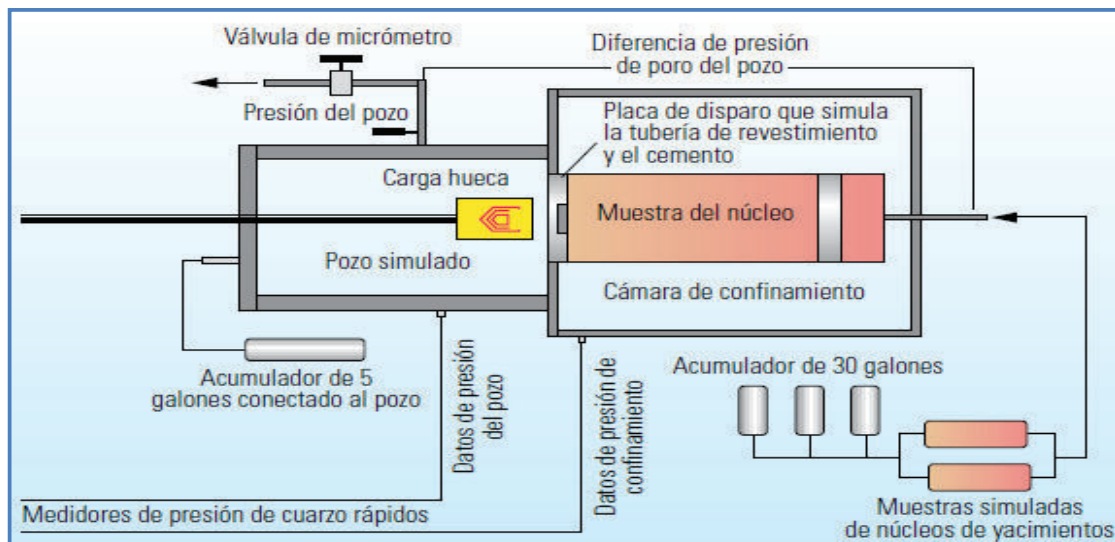 Válvula de micrómetro
Diferencia de presión
de poro del pozo
Presión del pozo
Placa de disparo que simula
la tubería de revestimiento
y el cemento
Carga hueca
Muestra del núcleo
Pozo simulado
Cámara de confinamiento
Acumulador de 5
galones conectado al pozo
Datos de presión
del pozo
Datos de presión de
confinamiento
Acumulador de 30 galones
Medidores de presión de cuarzo rápidos
Muestras simuladas
de núcleos de yacimientos